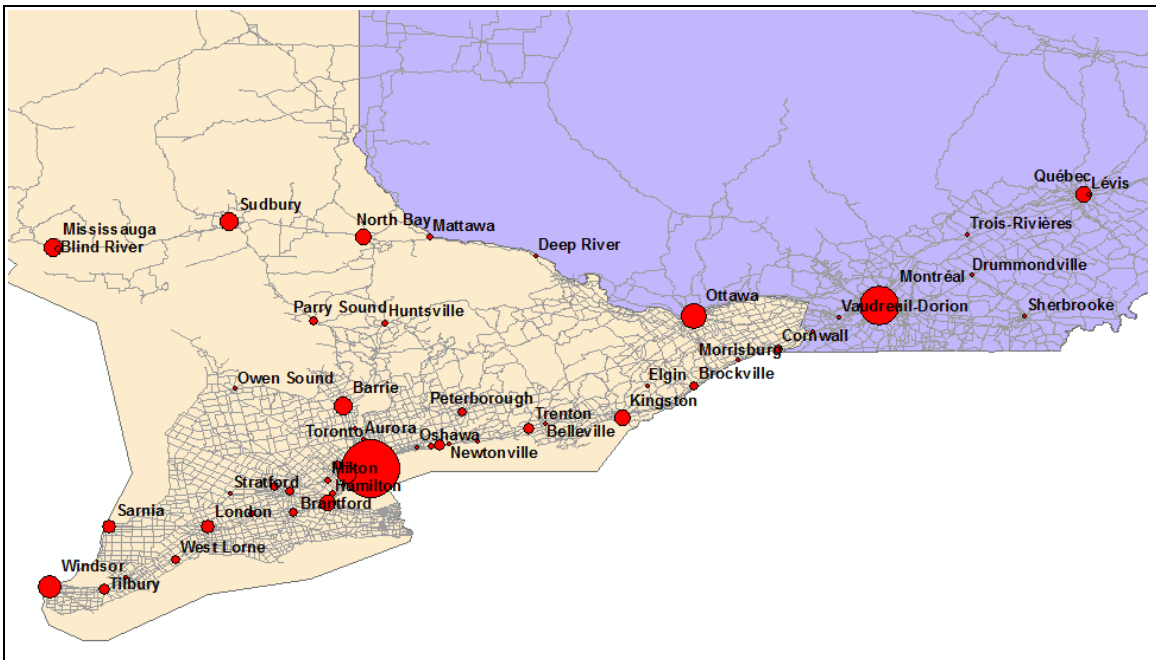 Québec
Lévis
Sudbury
Mississauga
North Bay
Mattawa
Trois-Rivières
Blind River
Deep River
Drummondville
Montréal
Ottawa
Parry Sound
Huntsville
Vaudreuil-Dorion
Sherbrooke
Cornwall
Morrisburg
Owen Sound
Elgin
Brockville
Barrie
Peterborough
Kingston
Trenton
Toronto
Aurora
Oshawa
Belleville
Newtonville
Milton
Stratford
Hamilton
Sarnia
London
Brantford
West Lorne
Windsor
Tilbury